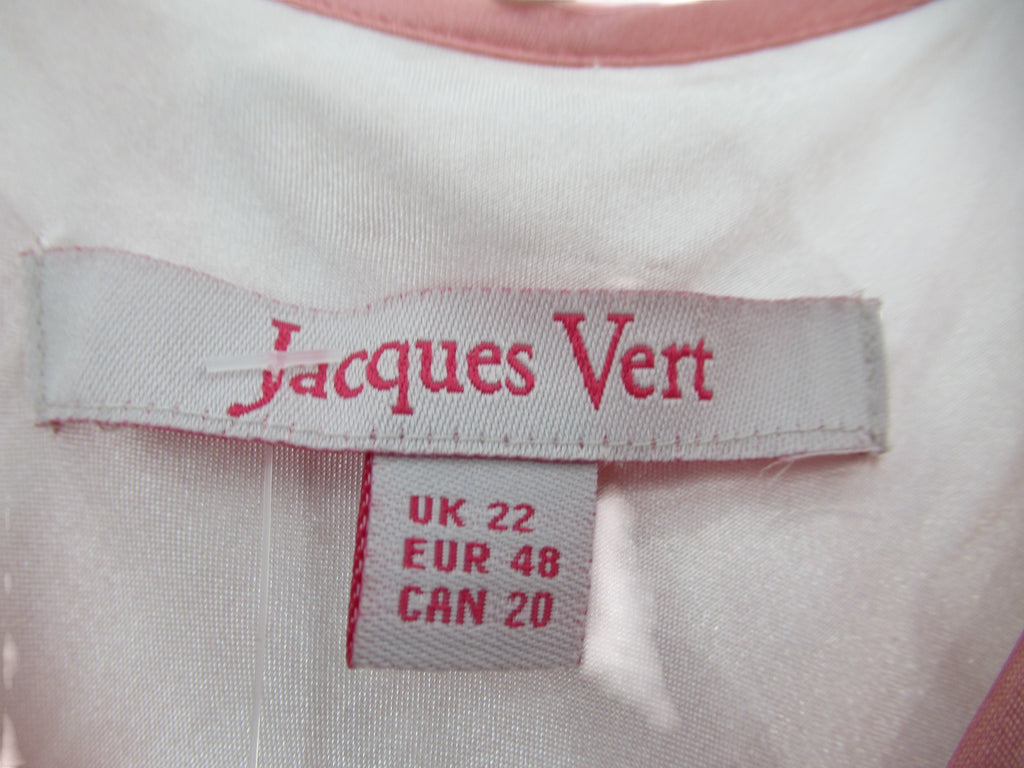 Jacques Vert
UK 22
EUR 48
CAN 20